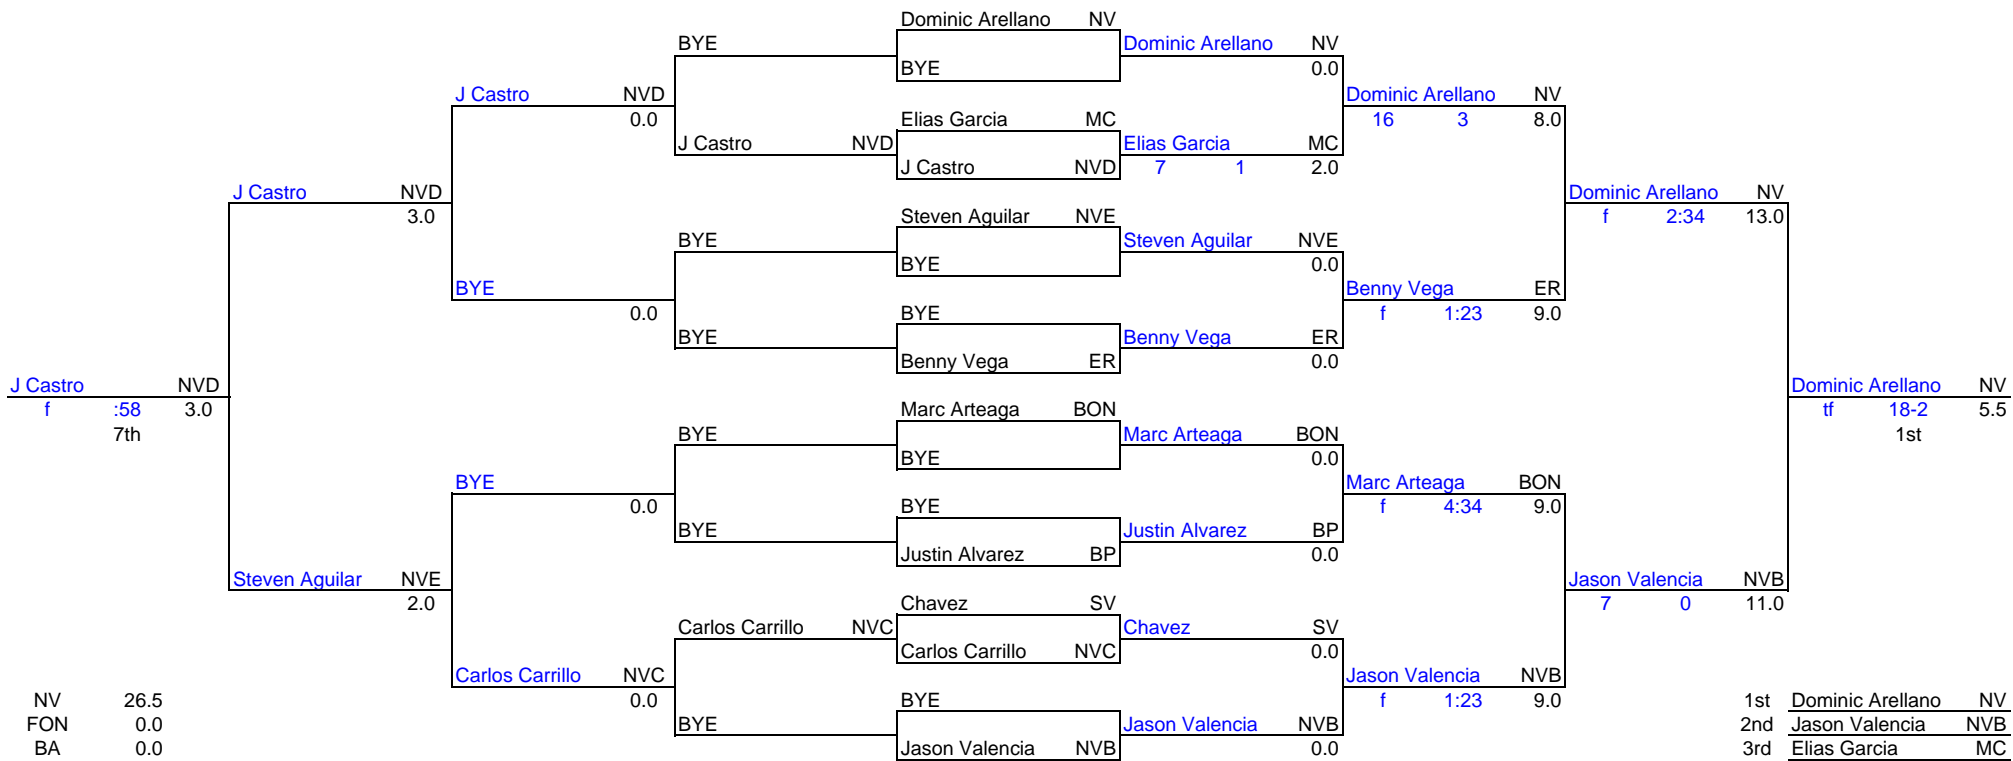 Dominic Arellano NV
BYE Dominic Arellano NV
BYE 0.0
J Castro NVD Dominic Arellano NV
0.0 Elias Garcia MC 16 3 8.0
J Castro NVD Elias Garcia MC
J Castro NVD 7 1 2.0
J Castro NVD Dominic Arellano NV
3.0 Steven Aguilar NVE f 2:34 13.0
BYE Steven Aguilar NVE
BYE 0.0
BYE Benny Vega ER
0.0 BYE f 1:23 9.0
BYE Benny Vega ER
Benny Vega ER 0.0
J Castro NVD Dominic Arellano NV
f :58 3.0 Marc Arteaga BON tf 18-2 5.5
7th BYE Marc Arteaga BON 1st
BYE 0.0
BYE Marc Arteaga BON
0.0 BYE f 4:34 9.0
BYE Justin Alvarez BP
Justin Alvarez BP 0.0
Steven Aguilar NVE Jason Valencia NVB
2.0 Chavez SV 7 0 11.0
Carlos Carrillo NVC Chavez SV
Carlos Carrillo NVC 0.0
Carlos Carrillo NVC Jason Valencia NVB
NV 26.5 0.0 BYE f 1:23 9.0 1st Dominic Arellano NV
FON 0.0 BYE Jason Valencia NVB 2nd Jason Valencia NVB
BA 0.0 Jason Valencia NVB 0.0 3rd Elias Garcia MC